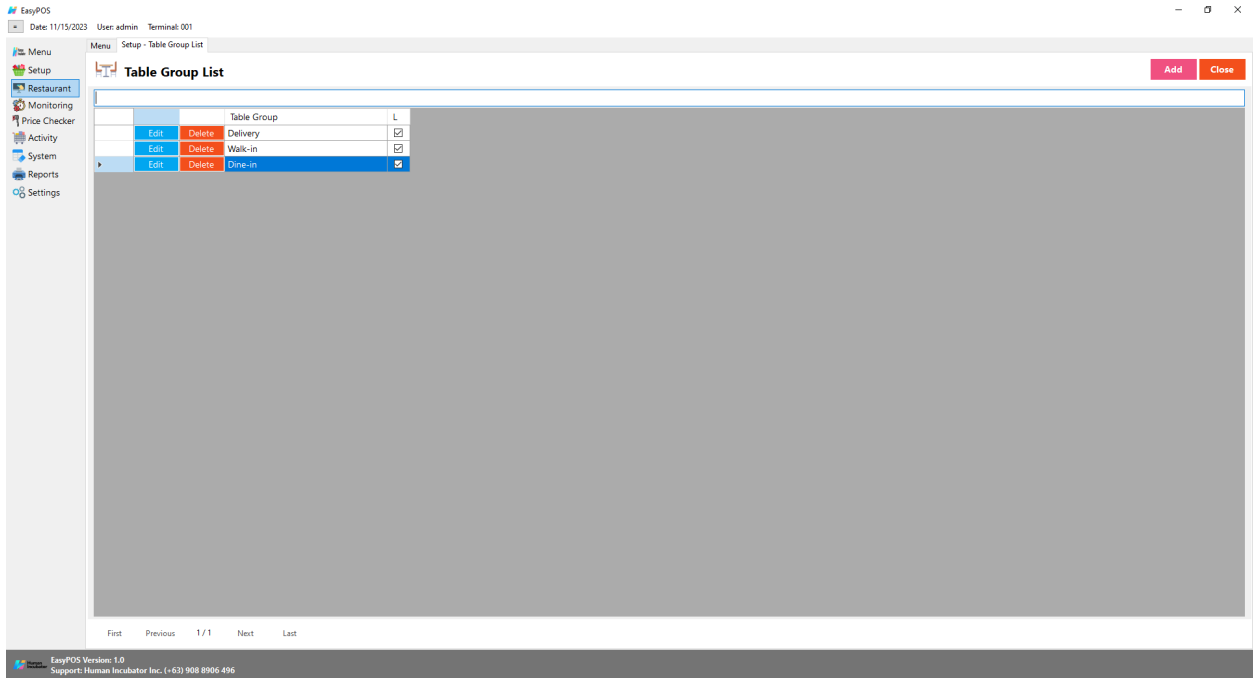 EasyPOS
Date: 11/15/2023 User: admin Terminal: 001
Menu
Setup
Restaurant
Monitoring
Price Checker
Activity
System
Reports
Settings
Menu Setup - Table Group List
Table Group List
Add Close
Table Group L
Edit Delete Delivery
Edit Delete Walk-in
Edit Delete Dine-in
First Previous 1 / 1 Next Last
Human
Incubator
EasyPOS Version: 1.0
Support: Human Incubator Inc. (+63) 908 8906 496